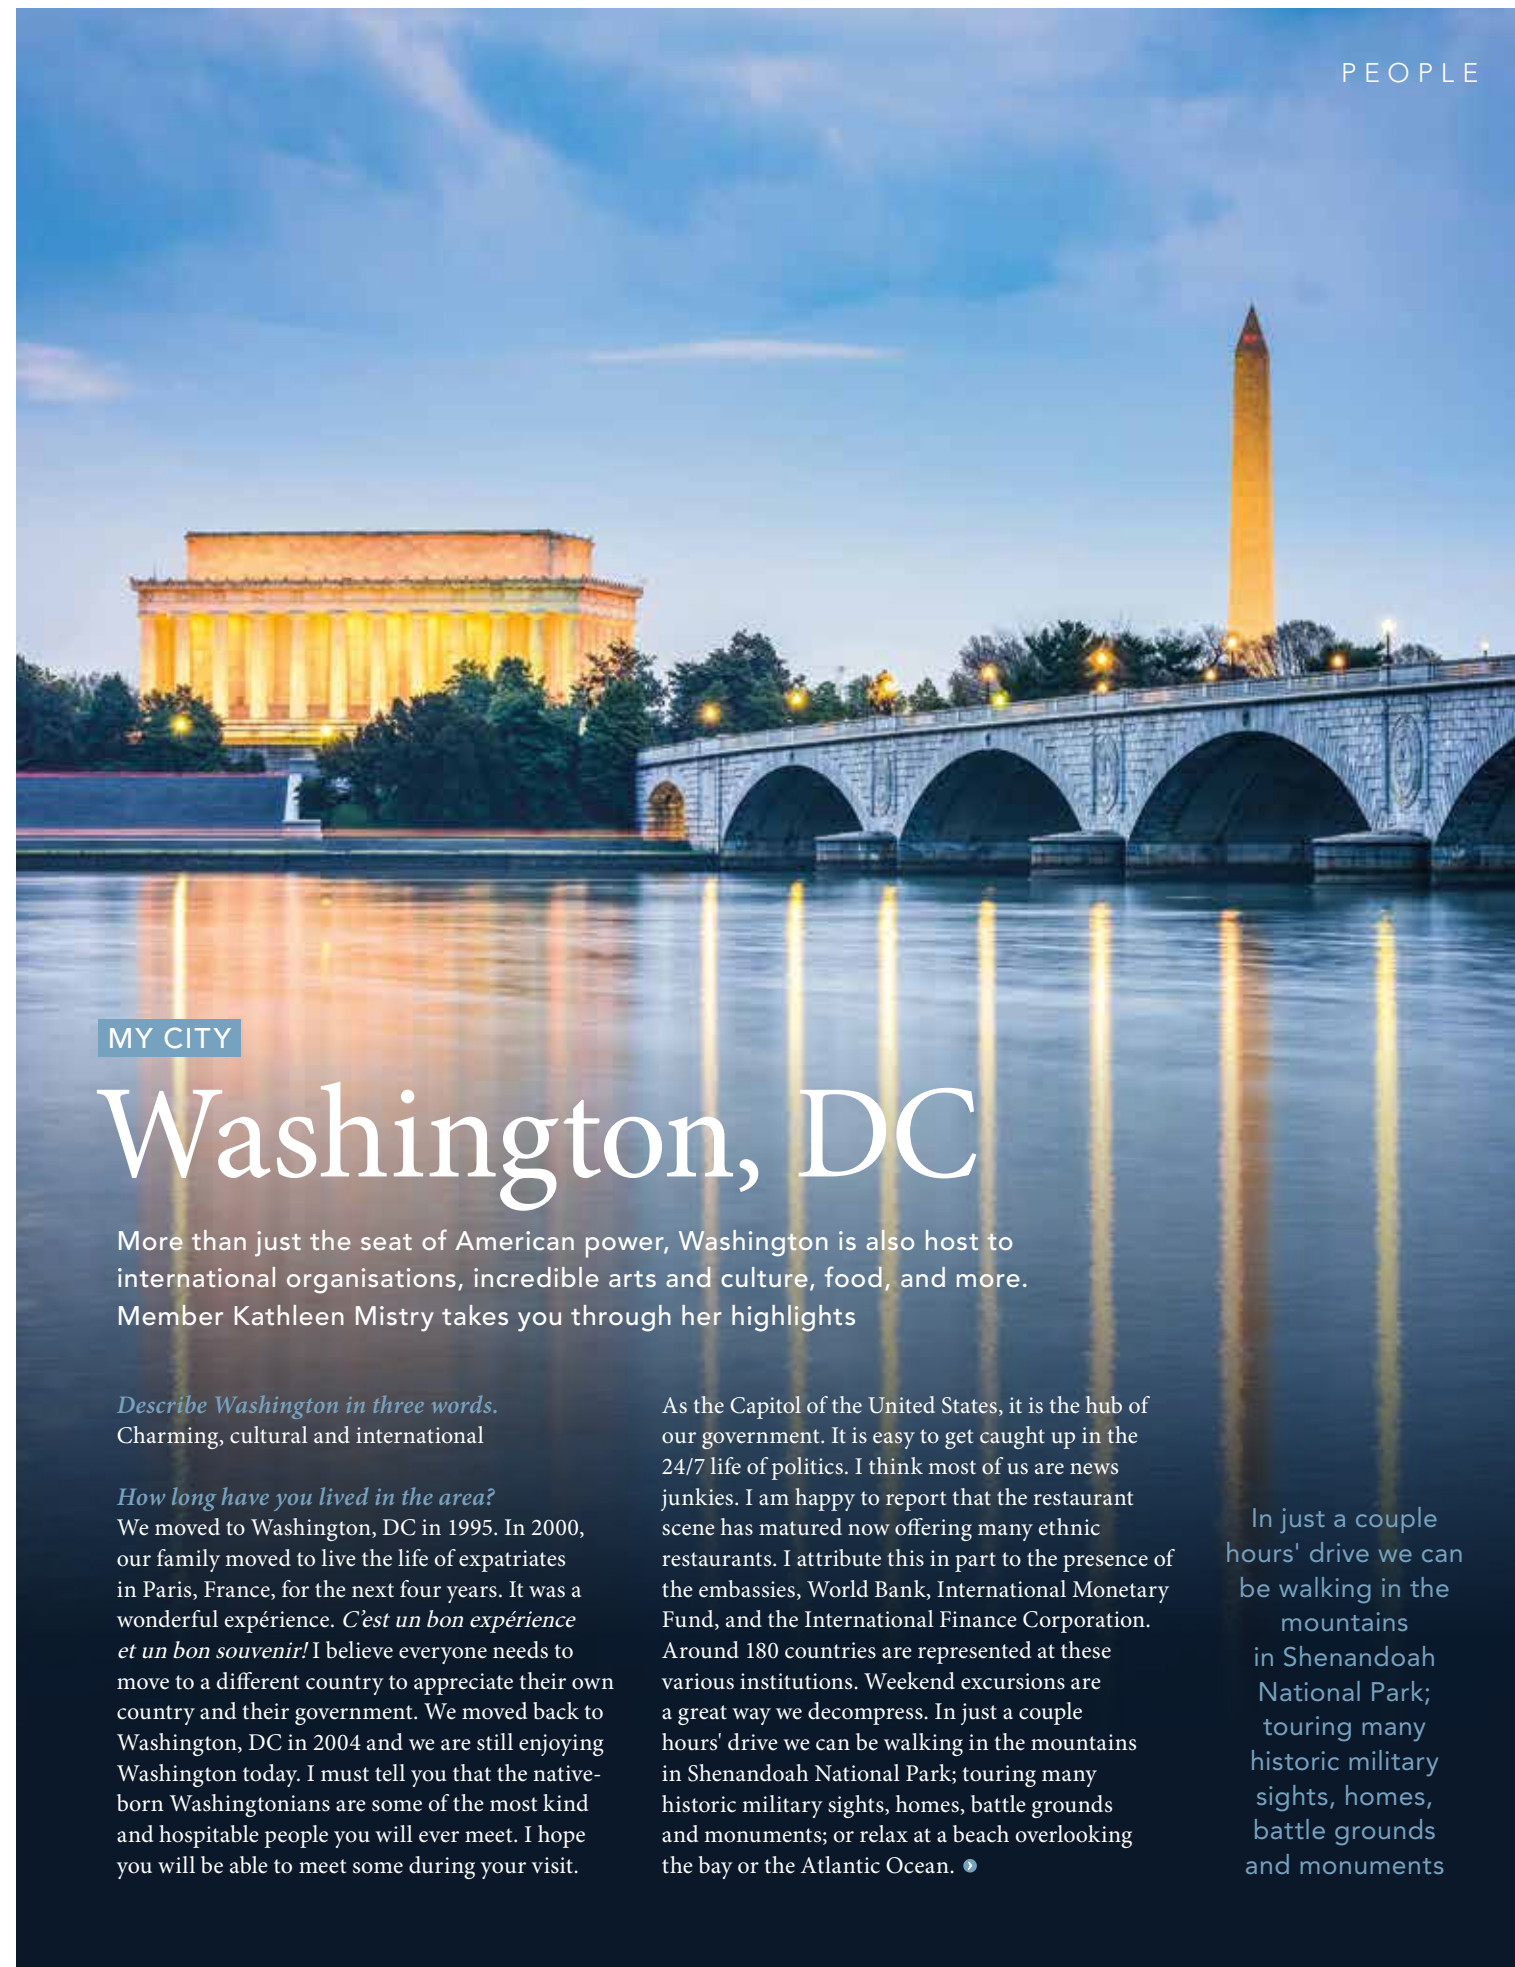 PEOPLE
MY CITY
Washington, DC
More than just the seat of American power, Washington is also host to
international organisations, incredible arts and culture, food, and more.
Member Kathleen Mistry takes you through her highlights
Describe Washington in three words.
Charming, cultural and international
How long have you lived in the area?
We moved to Washington, DC in 1995. In 2000,
our family moved to live the life of expatriates
in Paris, France, for the next four years. It was a
wonderful expérience. C'est un bon expérience
et un bon souvenir! I believe everyone needs to
move to a different country to appreciate their own
country and their government. We moved back to
Washington, DC in 2004 and we are still enjoying
Washington today. I must tell you that the native-
born Washingtonians are some of the most kind
and hospitable people you will ever meet. I hope
you will be able to meet some during your visit.
As the Capitol of the United States, it is the hub of
our government. It is easy to get caught up in the
24/7 life of politics. I think most of us are news
junkies. I am happy to report that the restaurant
scene has matured now offering many ethnic
restaurants. I attribute this in part to the presence of
the embassies, World Bank, International Monetary
Fund, and the International Finance Corporation.
Around 180 countries are represented at these
various institutions. Weekend excursions are
a great way we decompress. In just a couple
hours' drive we can be walking in the mountains
in Shenandoah National Park; touring many
historic military sights, homes, battle grounds
and monuments; or relax at a beach overlooking
the bay or the Atlantic Ocean.
In just a couple
hours' drive we can
be walking in the
mountains
in Shenandoah
National Park;
touring many
historic military
sights, homes,
battle grounds
and monuments